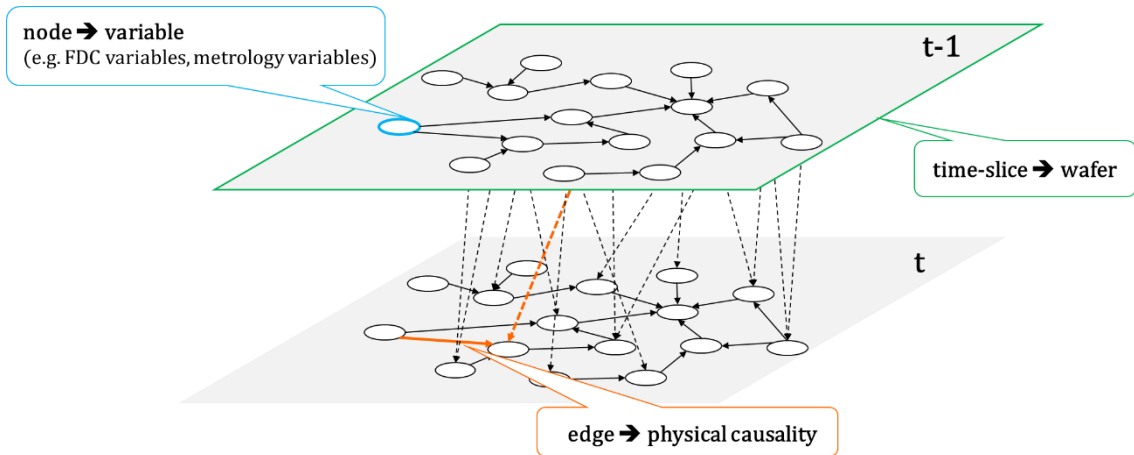 node ➔ variable
(e.g. FDC variables, metrology variables)
t-1
time-slice ➔ wafer
t
edge ➔ physical causality